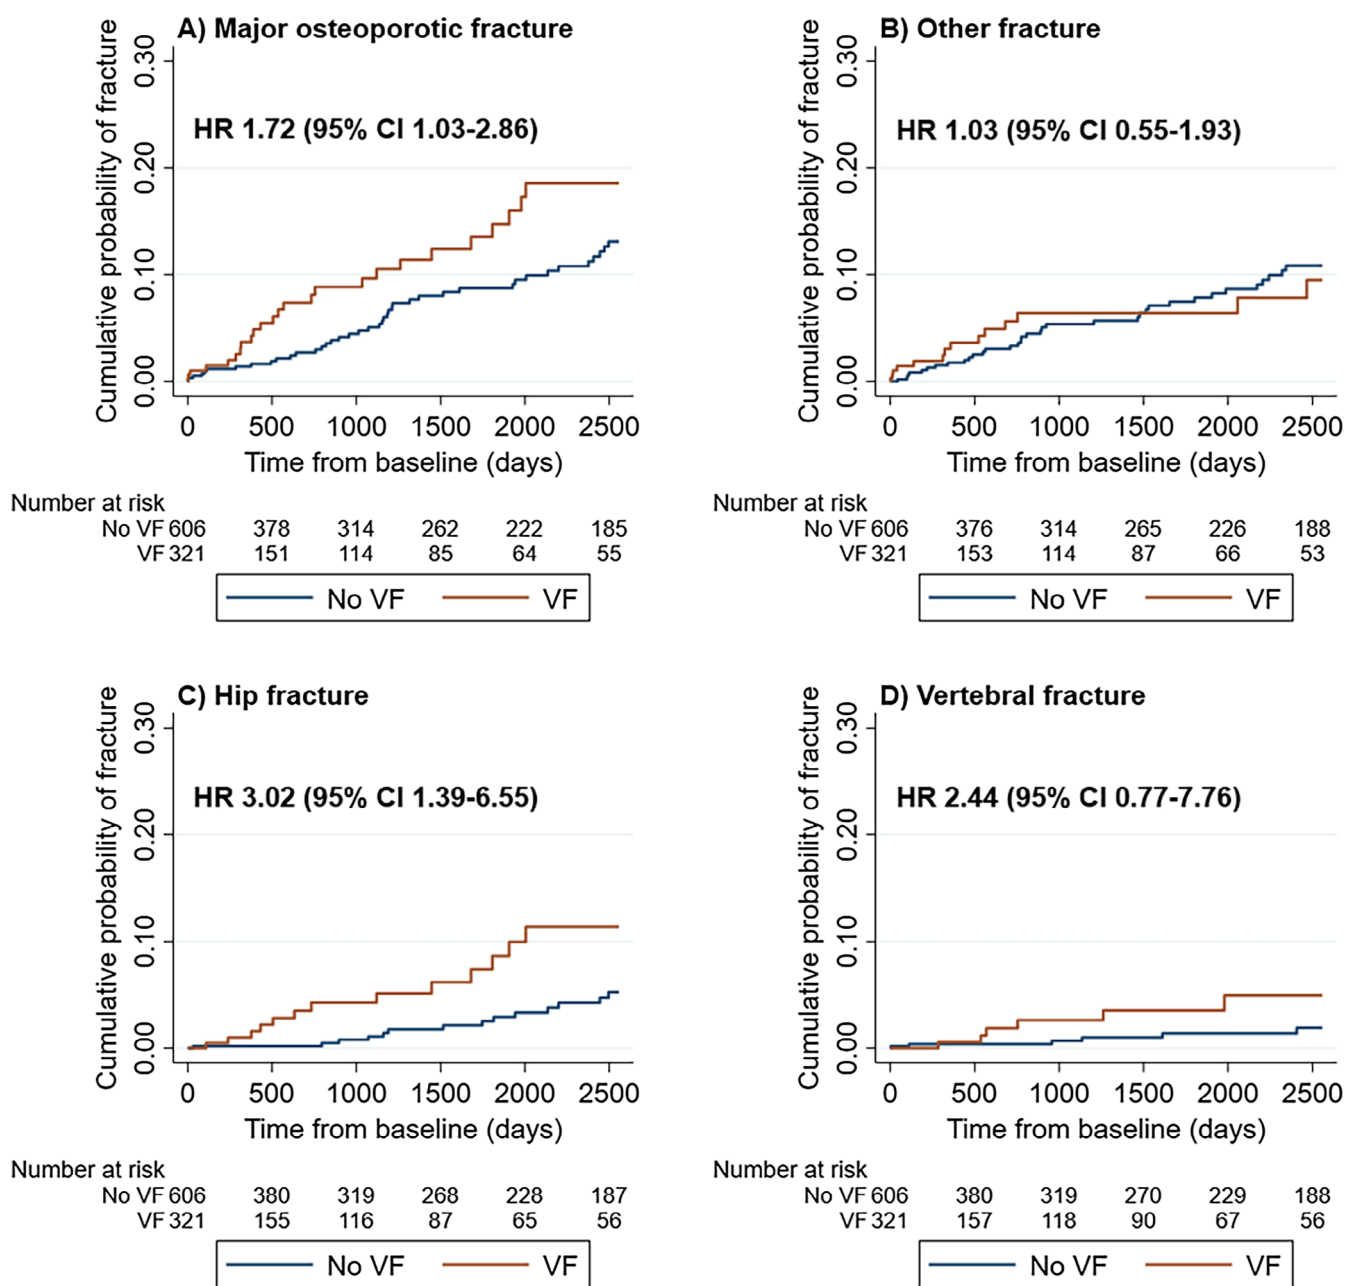 A) Major osteoporotic fracture
Cumulative probability of fracture
0.30
0.20
0.10
0.00
HR 1.72 (95% CI 1.03-2.86)
0 500 1000 1500 2000 2500
Time from baseline (days)
Number at risk
No VF 606 378 314 262 222 185
VF 321 151 114 85 64 55
No VF VF
B) Other fracture
Cumulative probability of fracture
0.30
0.20
0.10
0.00
HR 1.03 (95% CI 0.55-1.93)
0 500 1000 1500 2000 2500
Time from baseline (days)
Number at risk
No VF 606 376 314 265 226 188
VF 321 153 114 87 66 53
No VF VF
C) Hip fracture
Cumulative probability of fracture
0.30
0.20
0.10
0.00
HR 3.02 (95% CI 1.39-6.55)
0 500 1000 1500 2000 2500
Time from baseline (days)
Number at risk
No VF 606 380 319 268 228 187
VF 321 155 116 87 65 56
No VF VF
D) Vertebral fracture
Cumulative probability of fracture
0.30
0.20
0.10
0.00
HR 2.44 (95% CI 0.77-7.76)
0 500 1000 1500 2000 2500
Time from baseline (days)
Number at risk
No VF 606 380 319 270 229 188
VF 321 157 118 90 67 56
No VF VF